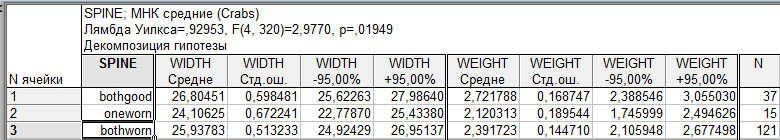 SPINE; МНК средние (Crabs)
Лямбда Уилкса=,92953, F(4, 320)=2,9770, p=,01949
Декомпозиция гипотезы
N ячейки SPINE WIDTH Средне WIDTH Стд.ош. WIDTH -95,00% WIDTH +95,00% WEIGHT Средне WEIGHT Стд.ош. WEIGHT -95,00% WEIGHT +95,00% N
1 bothgood 26,80451 0,598481 25,62263 27,98640 2,721788 0,168747 2,388546 3,055030 37
2 oneworn 24,10625 0,672241 22,77870 25,43380 2,120313 0,189544 1,745999 2,494626 15
3 bothworn 25,93783 0,513233 24,92429 26,95137 2,391723 0,144710 2,105948 2,677498 121